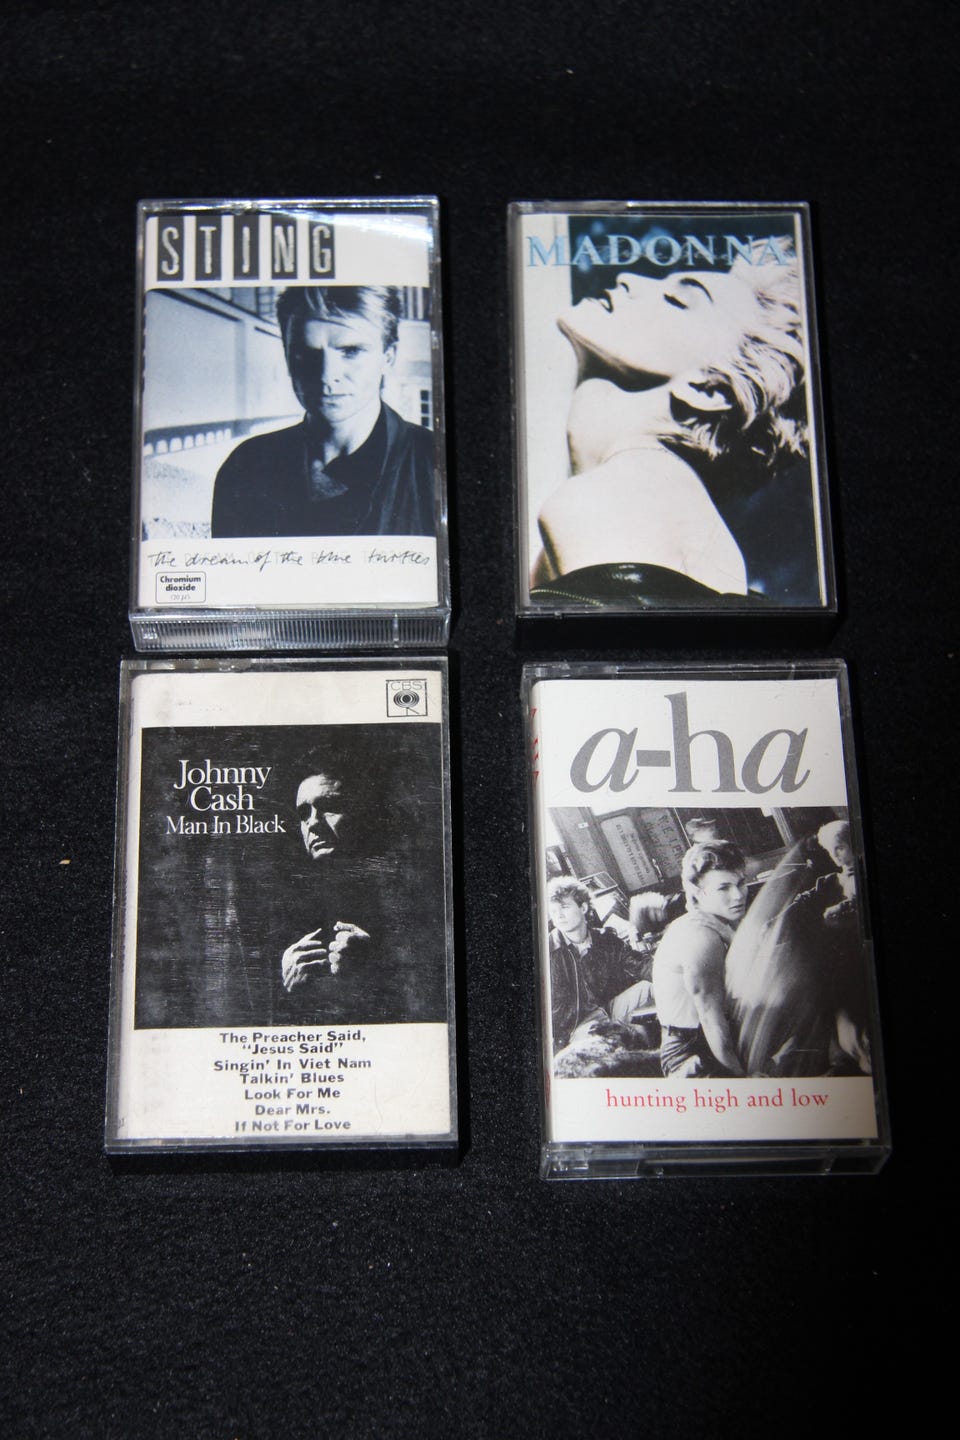 STING
the dream of the blue turtles
Chromium
dioxide
120 µs
MADONNA
CBS
Johnny
Cash
Man In Black
The Preacher Said,
“Jesus Said”
Singin' In Viet Nam
Talkin' Blues
Look For Me
Dear Mrs.
If Not For Love
a-ha
hunting high and low